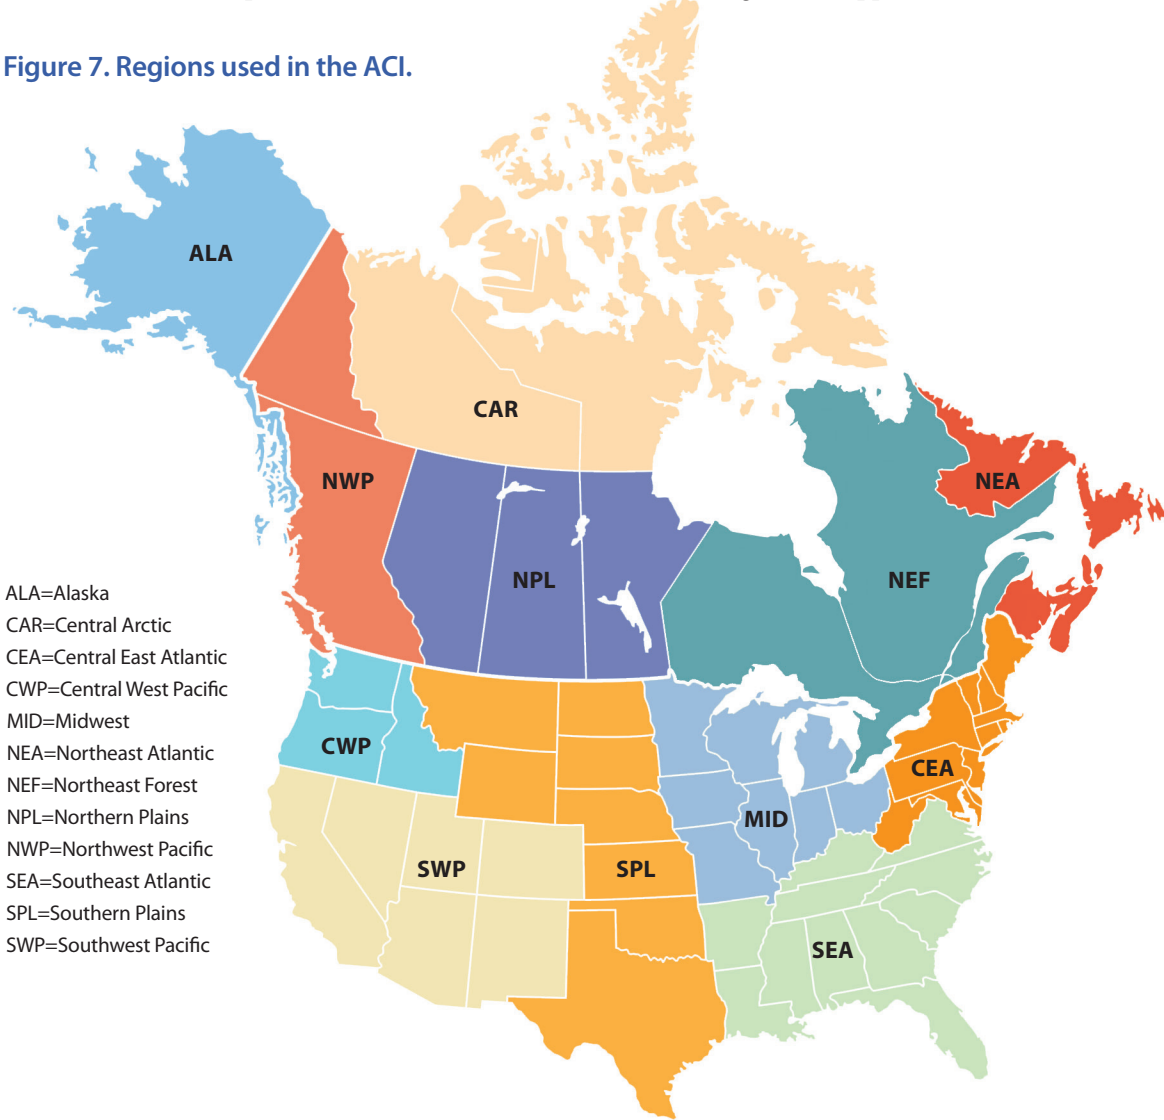 Figure 7. Regions used in the ACI.
ALA
CAR
NWP
NEA
NPL
NEF
ALA=Alaska
CAR=Central Arctic
CEA=Central East Atlantic
CWP=Central West Pacific
MID=Midwest
NEA=Northeast Atlantic
NEF=Northeast Forest
NPL=Northern Plains
NWP=Northwest Pacific
SEA=Southeast Atlantic
SPL=Southern Plains
SWP=Southwest Pacific
CWP
CEA
MID
SWP
SPL
SEA